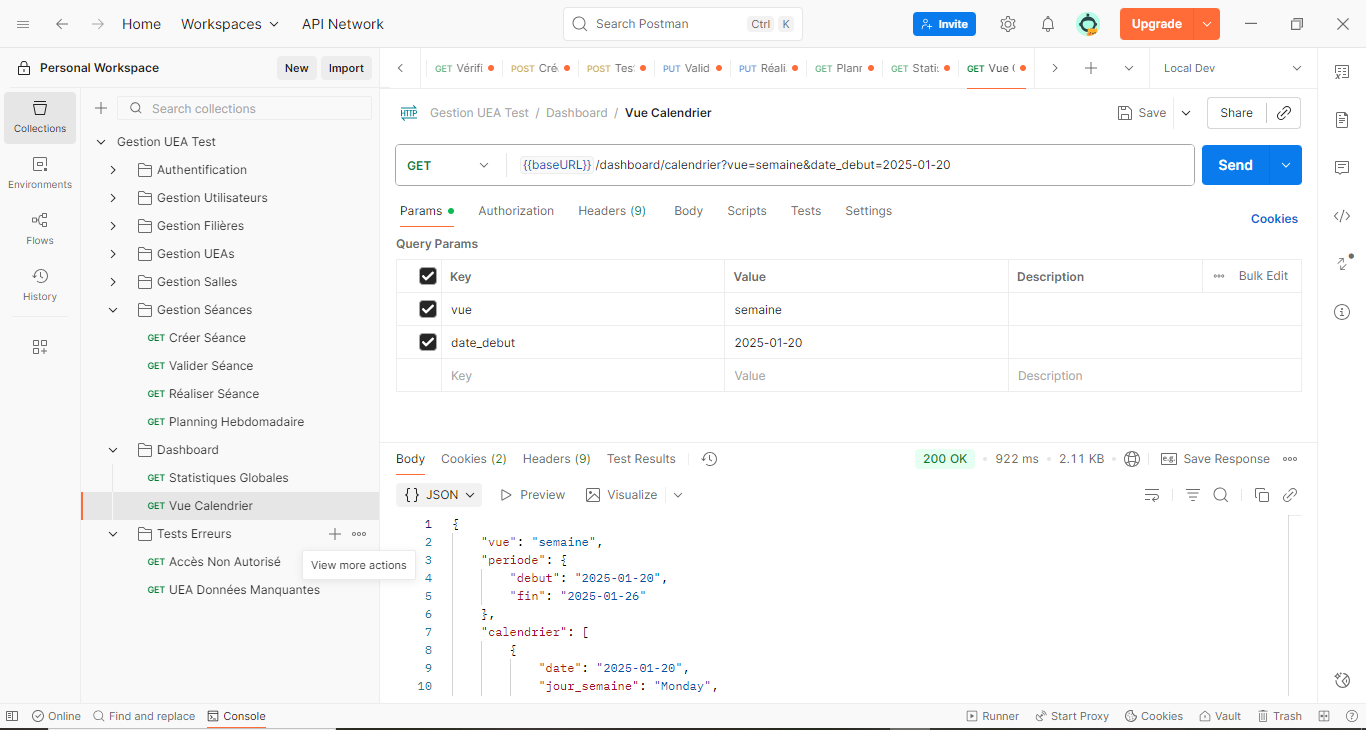 Home Workspaces API Network Search Postman Ctrl K Invite Upgrade
Personal Workspace New Import
GET Vérifi POST Cré POST Tes PUT Valid PUT Réali GET Planr GET Stati GET Vue Local Dev
Collections
Environments
Flows
History
Search collections
Gestion UEA Test
Authentification
Gestion Utilisateurs
Gestion Filières
Gestion UEAs
Gestion Salles
Gestion Séances
GET Créer Séance
GET Valider Séance
GET Réaliser Séance
GET Planning Hebdomadaire
Dashboard
GET Statistiques Globales
GET Vue Calendrier
Tests Erreurs
GET Accès Non Autorisé
View more actions
GET UEA Données Manquantes
HTTP Gestion UEA Test / Dashboard / Vue Calendrier Save Share
GET {{baseURL}} /dashboard/calendrier?vue=semaine&date_debut=2025-01-20 Send
Params Authorization Headers (9) Body Scripts Tests Settings Cookies
Query Params
Key Value Description Bulk Edit
vue semaine
date_debut 2025-01-20
Key Value Description
Body Cookies (2) Headers (9) Test Results 200 OK 922 ms 2.11 KB e.g. Save Response
{} JSON Preview Visualize
1 {
2 "vue": "semaine",
3 "periode": {
4 "debut": "2025-01-20",
5 "fin": "2025-01-26"
6 },
7 "calendrier": [
8 {
9 "date": "2025-01-20",
10 "jour_semaine": "Monday",
Online Find and replace Console Runner Start Proxy Cookies Vault Trash